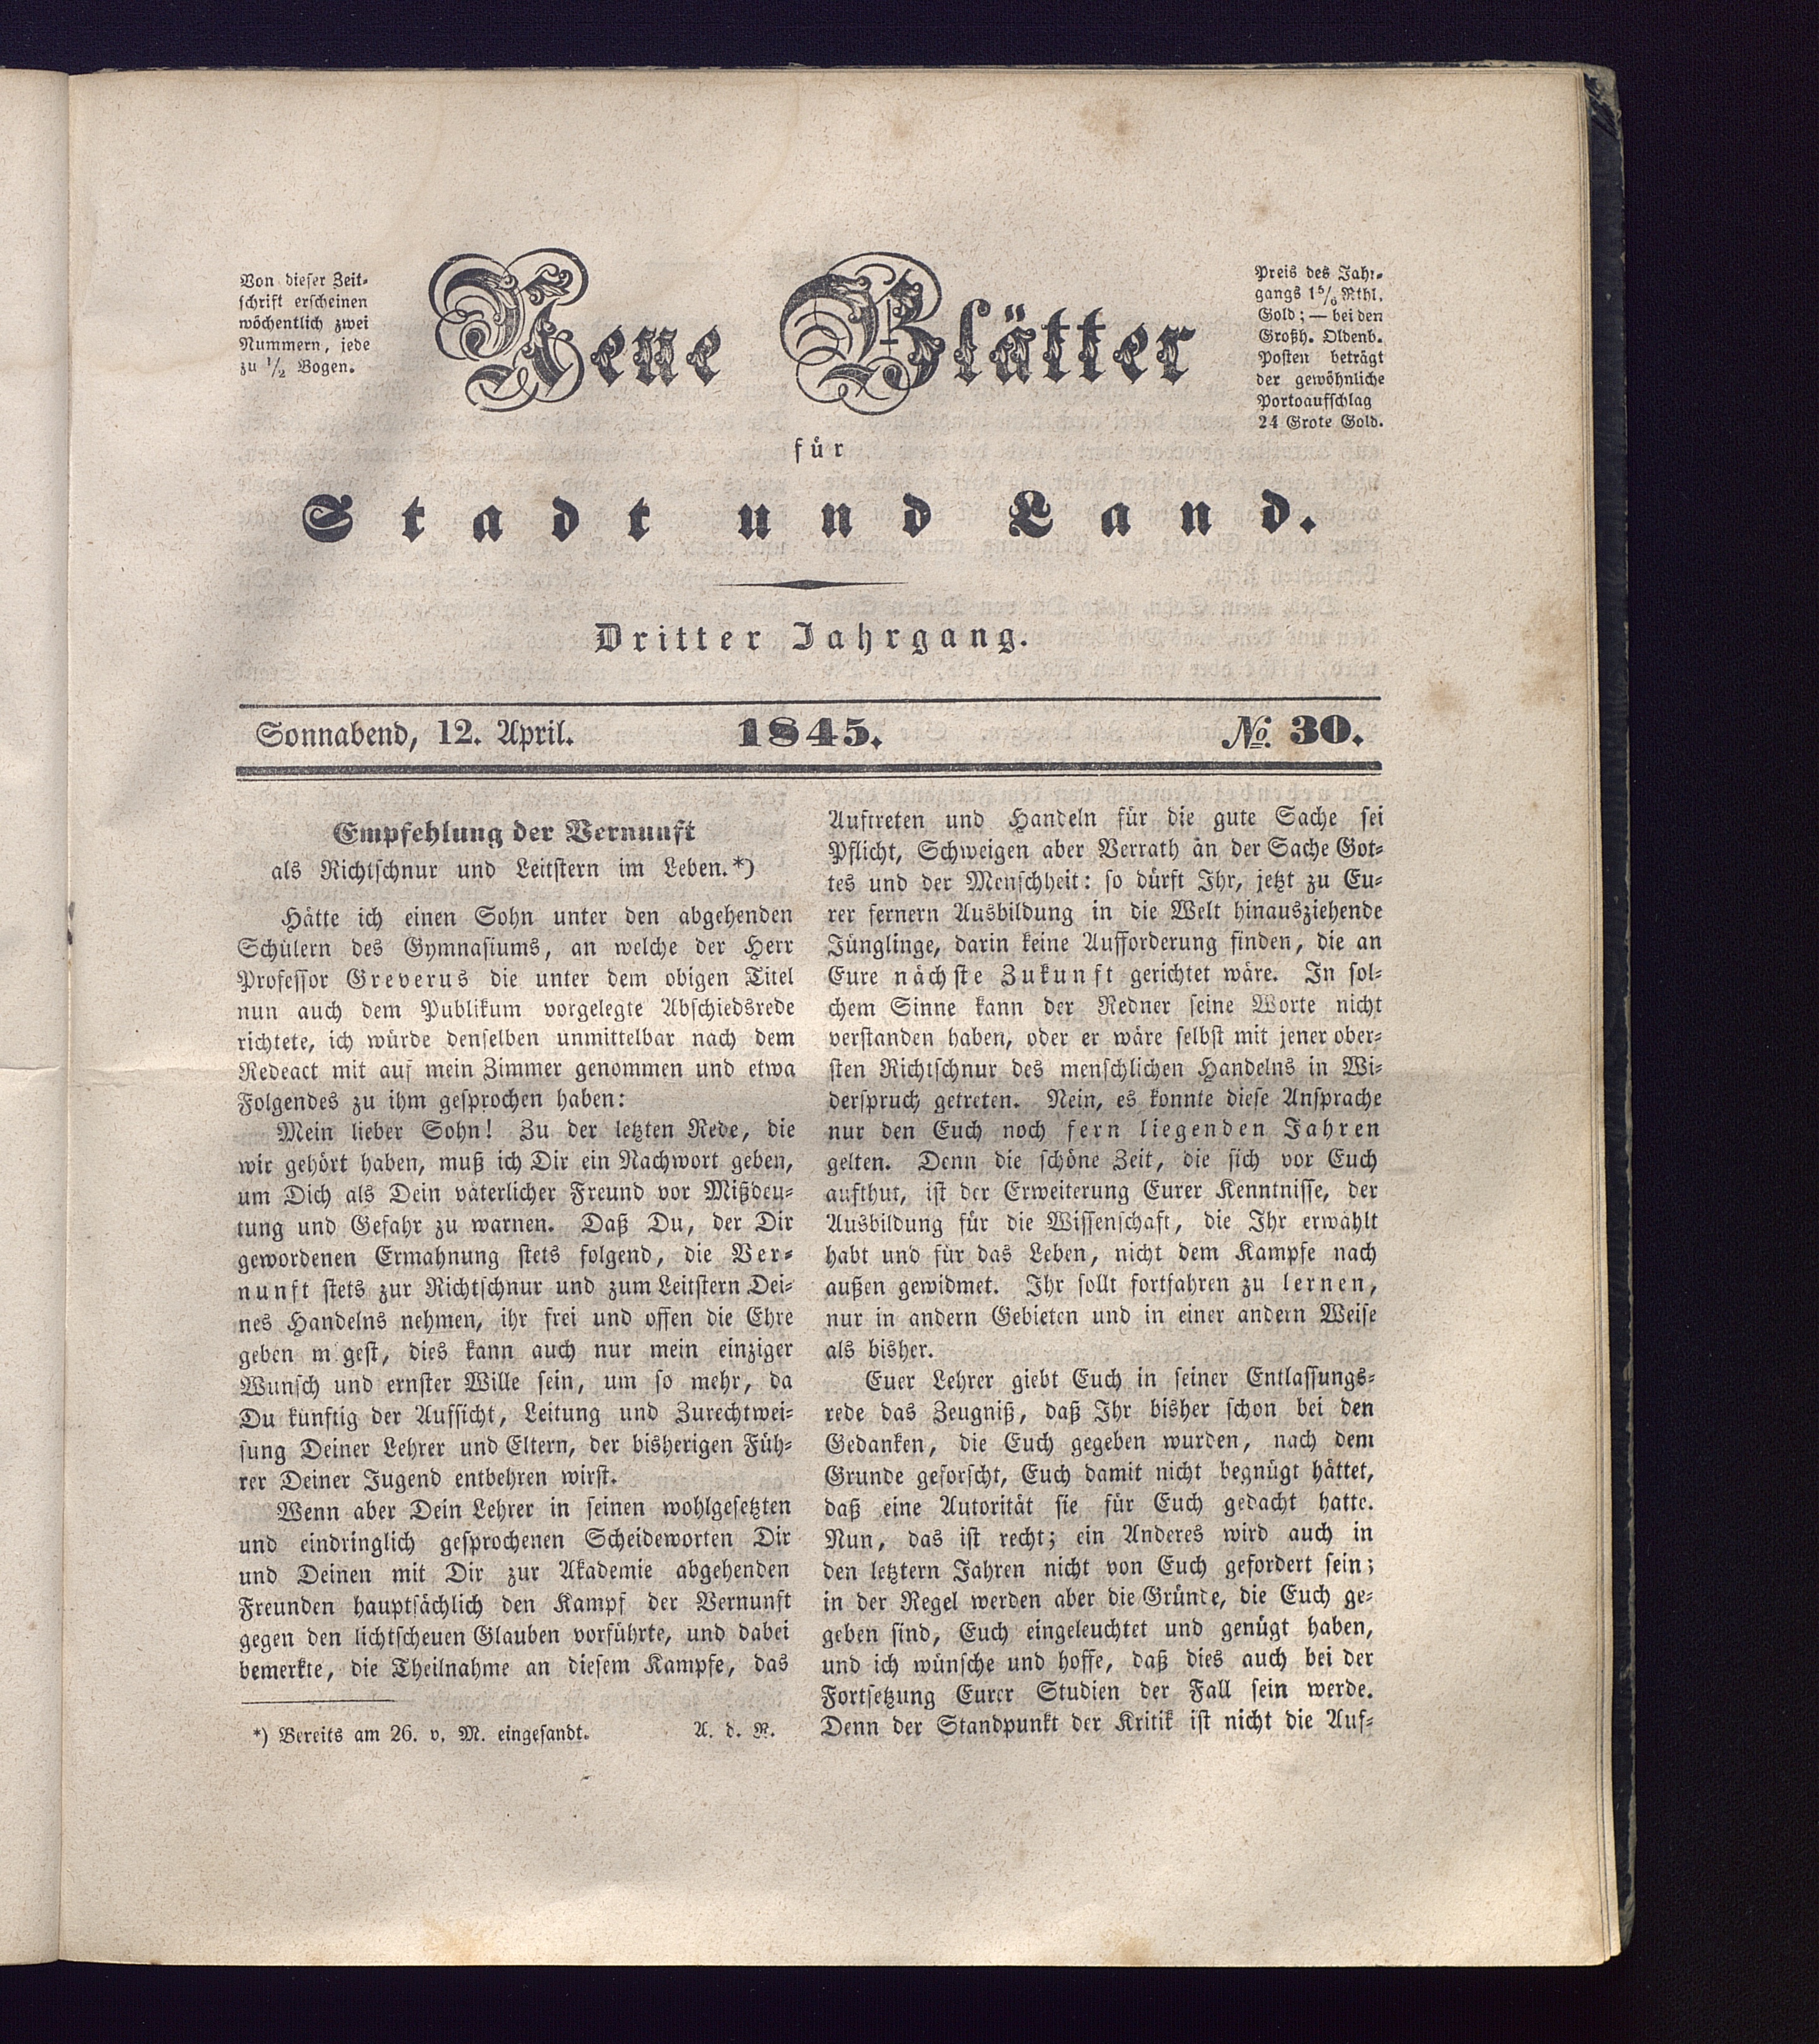 Von dieser Zeit-
schrift erscheinen
wöchentlich zwei
Nummern, jede
zu 1/2 Bogen.
Neue Blätter
Preis des Jahr-
gangs 1 5/6 Rthl.
Gold; — bei den
Großh. Oldenb.
Posten beträgt
der gewöhnliche
Portoaufschlag
24 Grote Gold.
für
Stadt und Land.
Dritter Jahrgang.
Sonnabend, 12. April. 1845. No. 30.
Empfehlung der Vernunft
als Richtschnur und Leitstern im Leben.*)
Hätte ich einen Sohn unter den abgehenden
Schülern des Gymnasiums, an welche der Herr
Professor Greverus die unter dem obigen Titel
nun auch dem Publikum vorgelegte Abschiedsrede
richtete, ich würde denselben unmittelbar nach dem
Redeact mit auf mein Zimmer genommen und etwa
Folgendes zu ihm gesprochen haben:
Mein lieber Sohn! Zu der letzten Rede, die
wir gehört haben, muß ich Dir ein Nachwort geben,
um Dich als Dein väterlicher Freund vor Mißdeu-
tung und Gefahr zu warnen. Daß Du, der Dir
gewordenen Ermahnung stets folgend, die Ver-
nunft stets zur Richtschnur und zum Leitstern Dei-
nes Handelns nehmen, ihr frei und offen die Ehre
geben m gest, dies kann auch nur mein einziger
Wunsch und ernster Wille sein, um so mehr, da
Du künftig der Aufsicht, Leitung und Zurechtwei-
sung Deiner Lehrer und Eltern, der bisherigen Füh-
rer Deiner Jugend entbehren wirst.
Wenn aber Dein Lehrer in seinen wohlgesetzten
und eindringlich gesprochenen Scheideworten Dir
und Deinen mit Dir zur Akademie abgehenden
Freunden hauptsächlich den Kampf der Vernunft
gegen den lichtscheuen Glauben vorführte, und dabei
bemerkte, die Theilnahme an diesem Kampfe, das
*) Bereits am 26. v. M. eingesandt. A. d. R.
Auftreten und Handeln für die gute Sache sei
Pflicht, Schweigen aber Verrath an der Sache Got-
tes und der Menschheit: so dürft Ihr, jetzt zu Eu-
rer fernern Ausbildung in die Welt hinausziehende
Jünglinge, darin keine Aufforderung finden, die an
Eure nächste Zukunft gerichtet wäre. In sol-
chem Sinne kann der Redner seine Worte nicht
verstanden haben, oder er wäre selbst mit jener ober-
sten Richtschnur des menschlichen Handelns in Wi-
derspruch getreten. Nein, es konnte diese Ansprache
nur den Euch noch fern liegenden Jahren
gelten. Denn die schöne Zeit, die sich vor Euch
aufthut, ist der Erweiterung Eurer Kenntnisse, der
Ausbildung für die Wissenschaft, die Ihr erwählt
habt und für das Leben, nicht dem Kampfe nach
außen gewidmet. Ihr sollt fortfahren zu lernen,
nur in andern Gebieten und in einer andern Weise
als bisher.
Euer Lehrer giebt Euch in seiner Entlassungs-
rede das Zeugniß, daß Ihr bisher schon bei den
Gedanken, die Euch gegeben wurden, nach dem
Grunde geforscht, Euch damit nicht begnügt hättet,
daß eine Autorität sie für Euch gedacht hatte.
Nun, das ist recht; ein Anderes wird auch in
den letztern Jahren nicht von Euch gefordert sein;
in der Regel werden aber die Gründe, die Euch ge-
geben sind, Euch eingeleuchtet und genügt haben,
und ich wünsche und hoffe, daß dies auch bei der
Fortsetzung Eurer Studien der Fall sein werde.
Denn der Standpunkt der Kritik ist nicht die Auf-